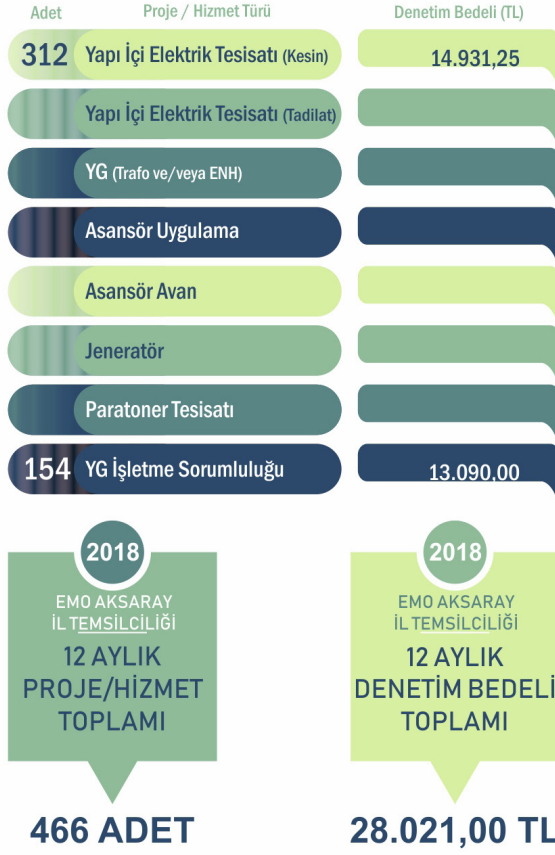 Adet Proje / Hizmet Türü Denetim Bedeli (TL)
312 Yapı İçi Elektrik Tesisatı (Kesin) 14.931,25
Yapı İçi Elektrik Tesisatı (Tadilat)
YG (Trafo ve/veya ENH)
Asansör Uygulama
Asansör Avan
Jeneratör
Paratoner Tesisatı
154 YG İşletme Sorumluluğu 13.090,00
2018
EMO AKSARAY
İL TEMSİLCİLİĞİ
12 AYLIK
PROJE/HİZMET
TOPLAMI
466 ADET
2018
EMO AKSARAY
İL TEMSİLCİLİĞİ
12 AYLIK
DENETİM BEDELİ
TOPLAMI
28.021,00 TL